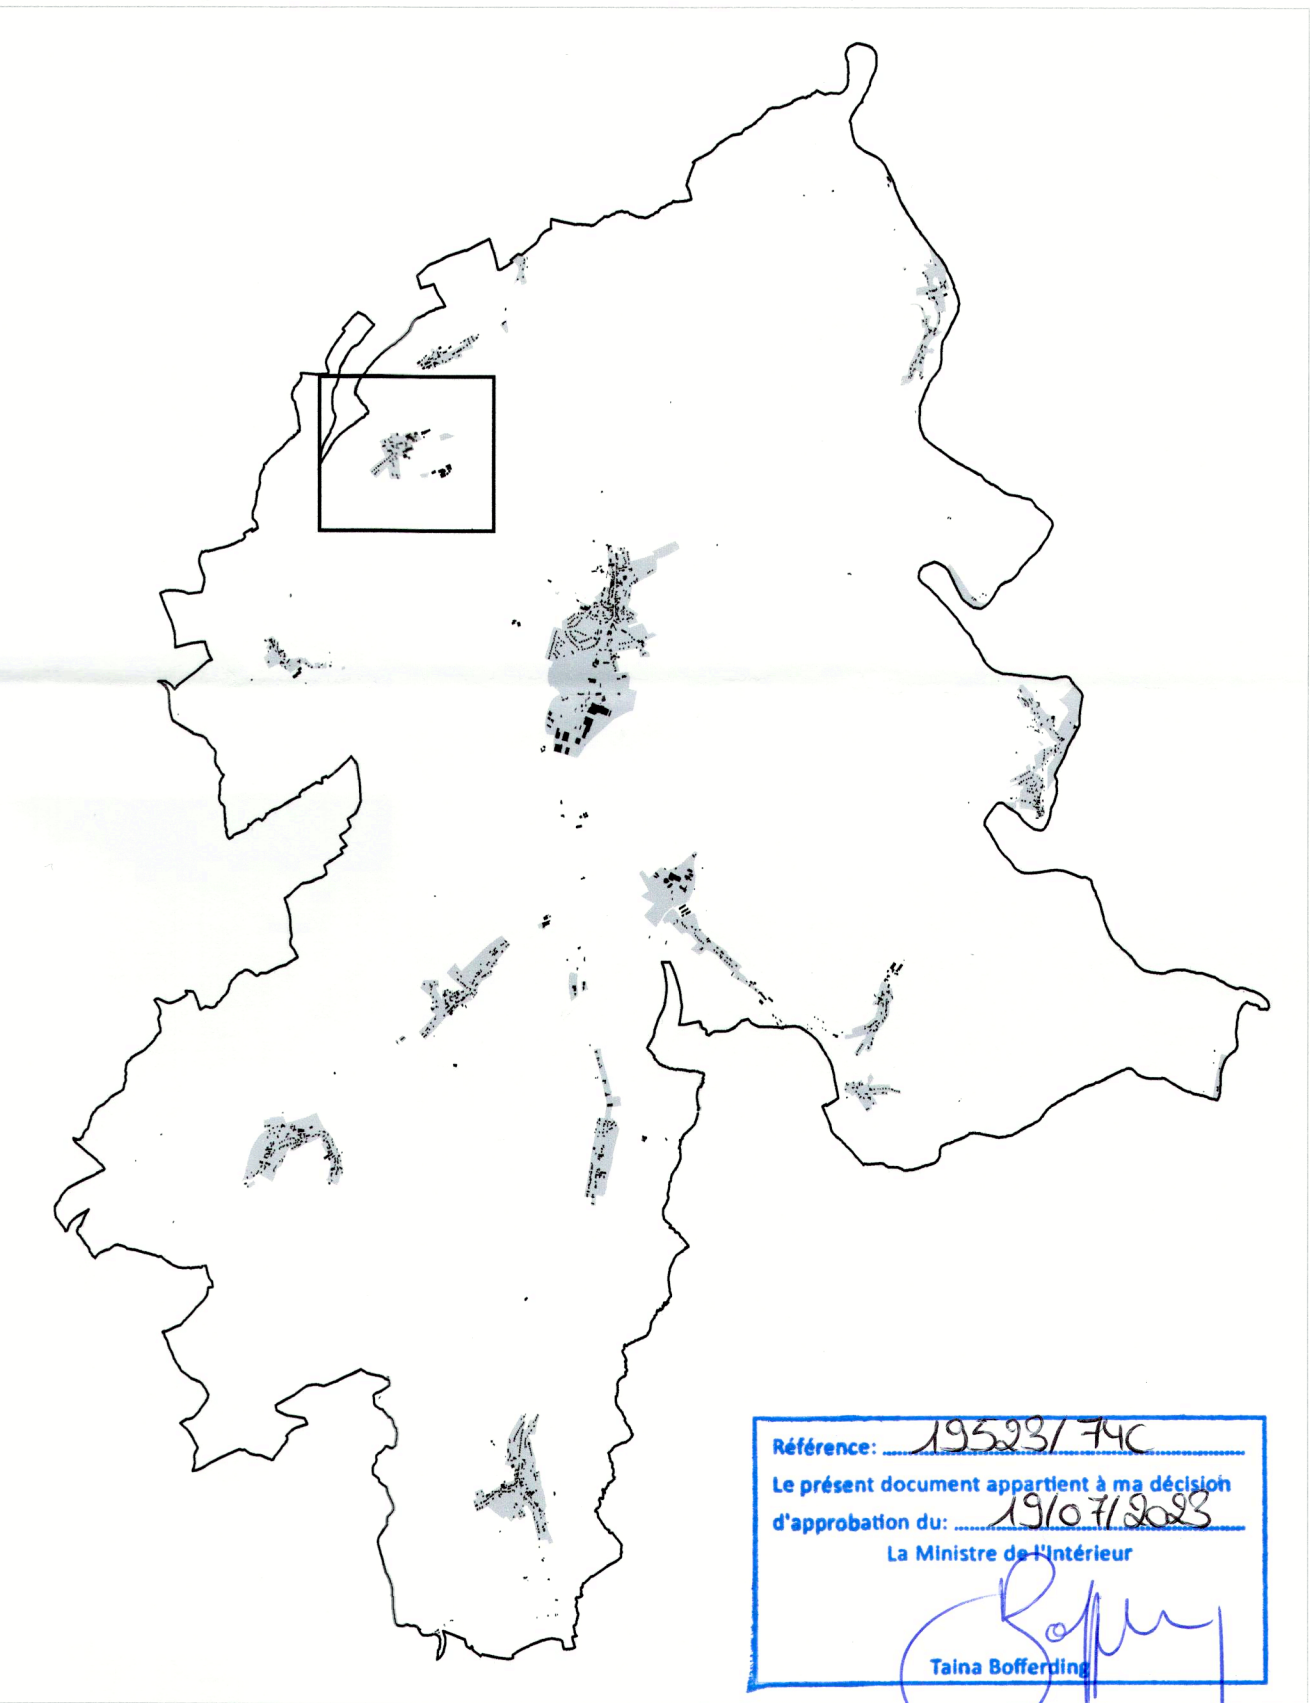 Référence: 19523/74C
Le présent document appartient à ma décision
d'approbation du: 19/07/2023
La Ministre de l'Intérieur
Taina Bofferding